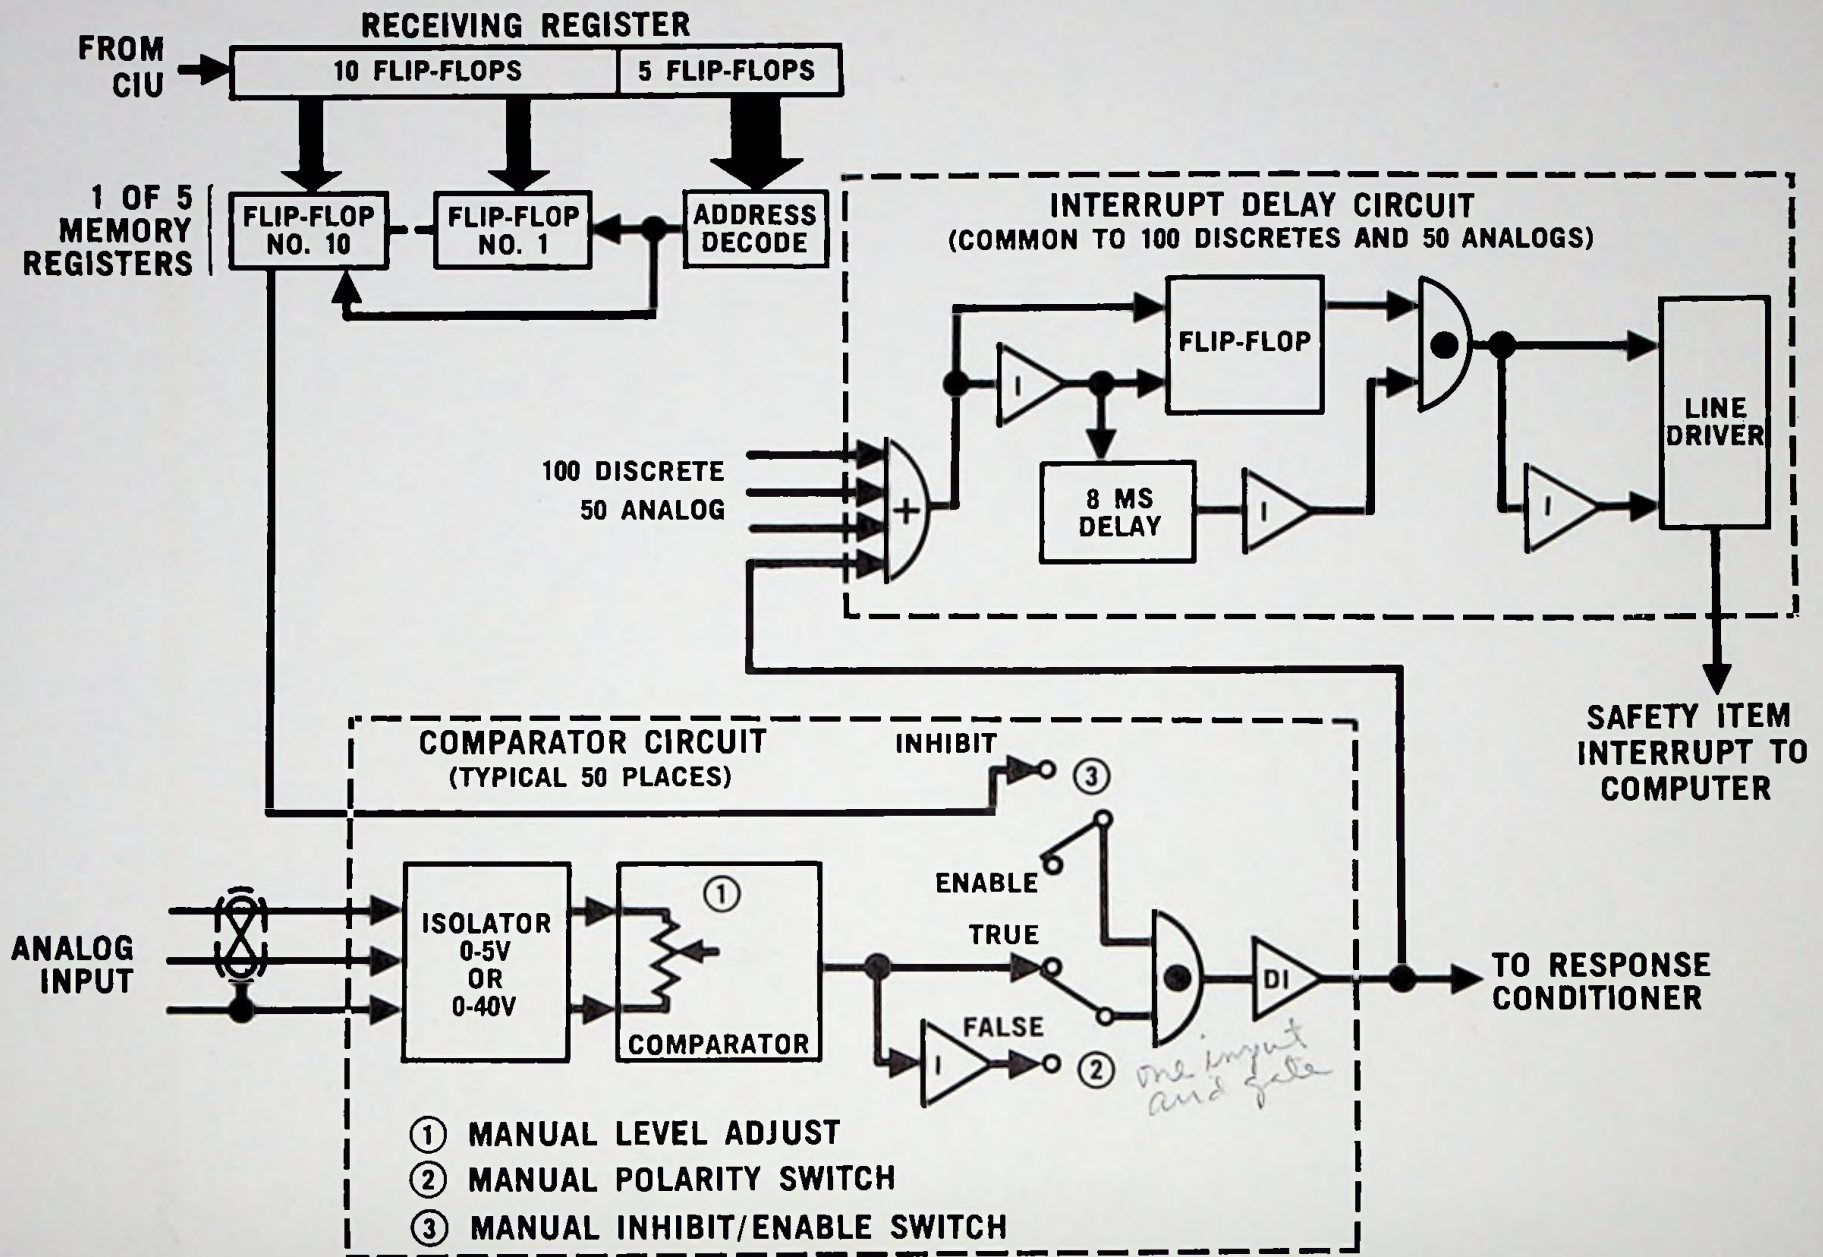 RECEIVING REGISTER
FROM
CIU
10 FLIP-FLOPS
5 FLIP-FLOPS
1 OF 5
MEMORY
REGISTERS
FLIP-FLOP
NO. 10
FLIP-FLOP
NO. 1
ADDRESS
DECODE
INTERRUPT DELAY CIRCUIT
(COMMON TO 100 DISCRETES AND 50 ANALOGS)
FLIP-FLOP
I
LINE
DRIVER
100 DISCRETE
50 ANALOG
+
8 MS
DELAY
I
I
SAFETY ITEM
INTERRUPT TO
COMPUTER
COMPARATOR CIRCUIT
(TYPICAL 50 PLACES)
INHIBIT
③
ENABLE
ANALOG
INPUT
ISOLATOR
0-5V
OR
0-40V
①
COMPARATOR
TRUE
FALSE
I
②
DI
TO RESPONSE
CONDITIONER
one input
and gate
① MANUAL LEVEL ADJUST
② MANUAL POLARITY SWITCH
③ MANUAL INHIBIT/ENABLE SWITCH